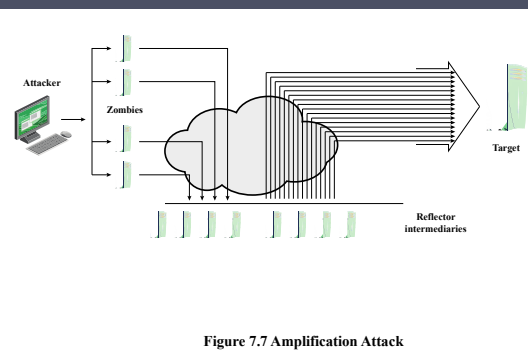 Attacker
Zombies
Target
Reflector
intermediaries
Figure 7.7 Amplification Attack